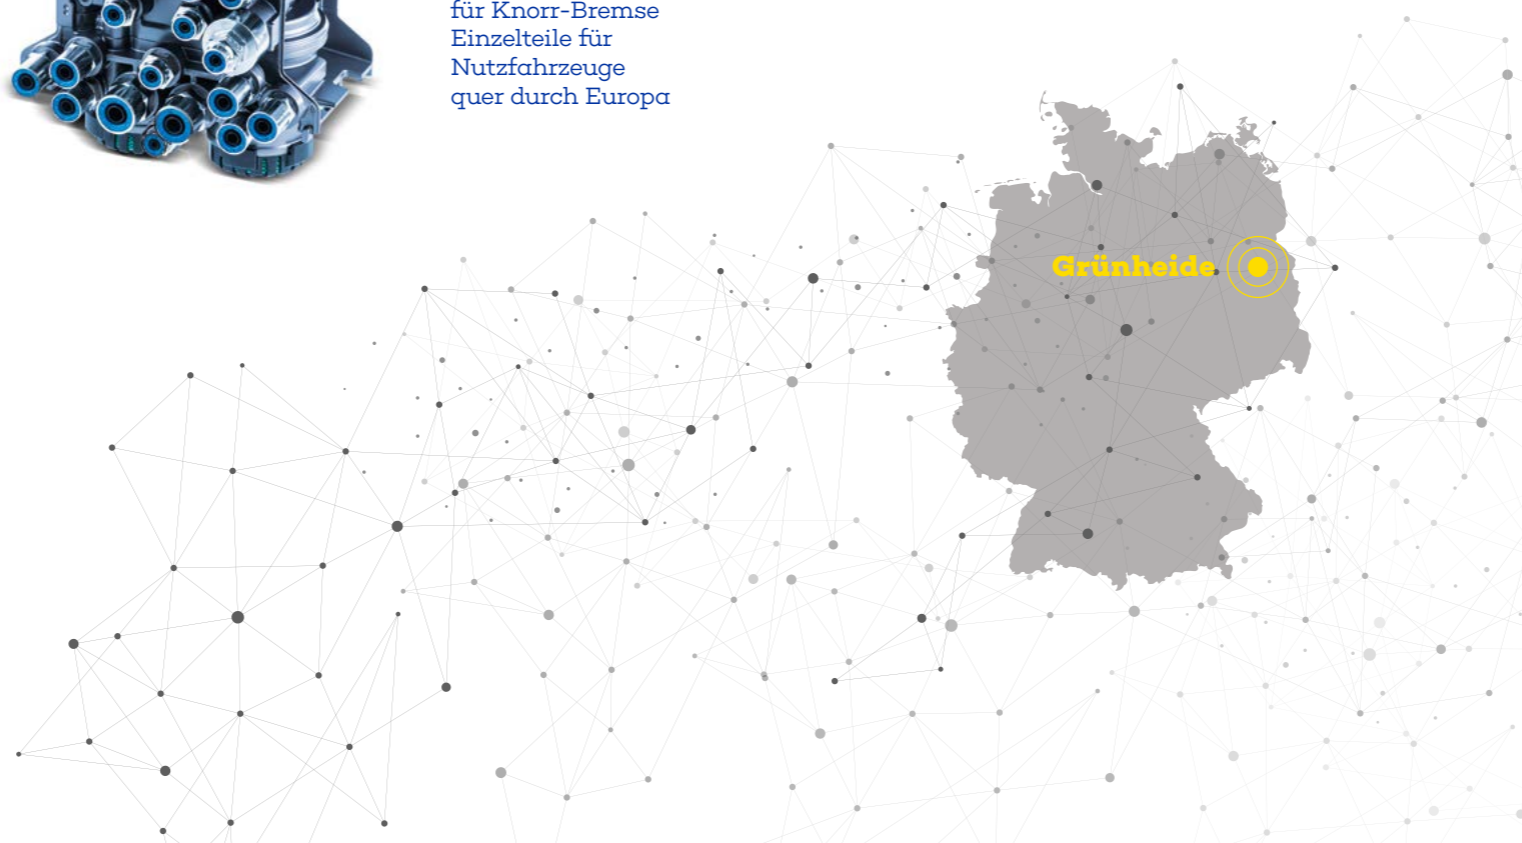 für Knorr-Bremse
Einzelteile für
Nutzfahrzeuge
quer durch Europa
Grünheide